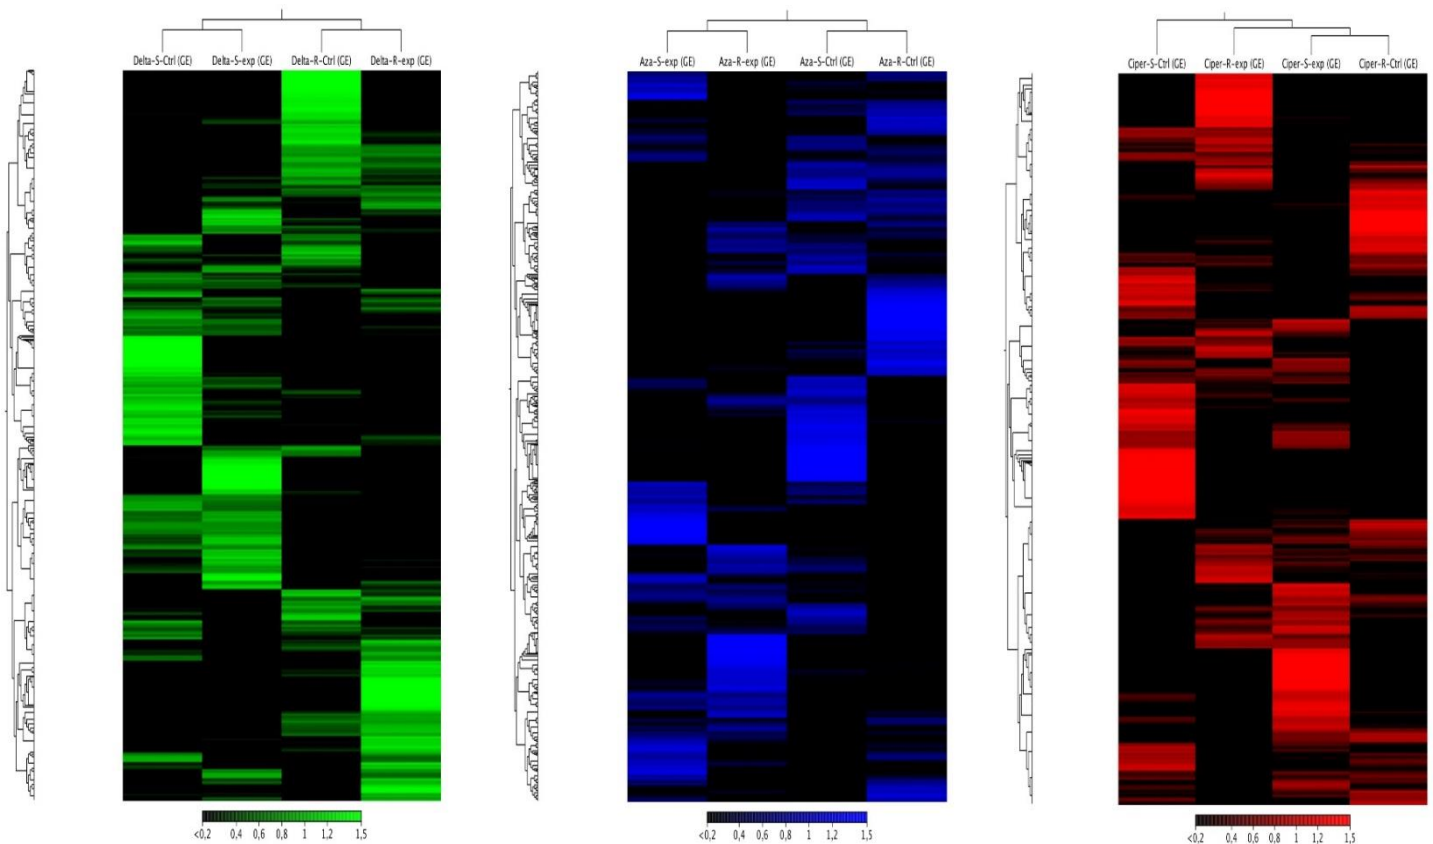 Delta-S-Ctrl (GE) Delta-S-exp (GE) Delta-R-Ctrl (GE) Delta-R-exp (GE)
<0,2 0,4 0,6 0,8 1 1,2 1,5
Aza-S-exp (GE) Aza-R-exp (GE) Aza-S-Ctrl (GE) Aza-R-Ctrl (GE)
<0,2 0,4 0,6 0,8 1 1,2 1,5
Ciper-S-Ctrl (GE) Ciper-R-exp (GE) Ciper-S-exp (GE) Ciper-R-Ctrl (GE)
<0,2 0,4 0,6 0,8 1 1,2 1,5